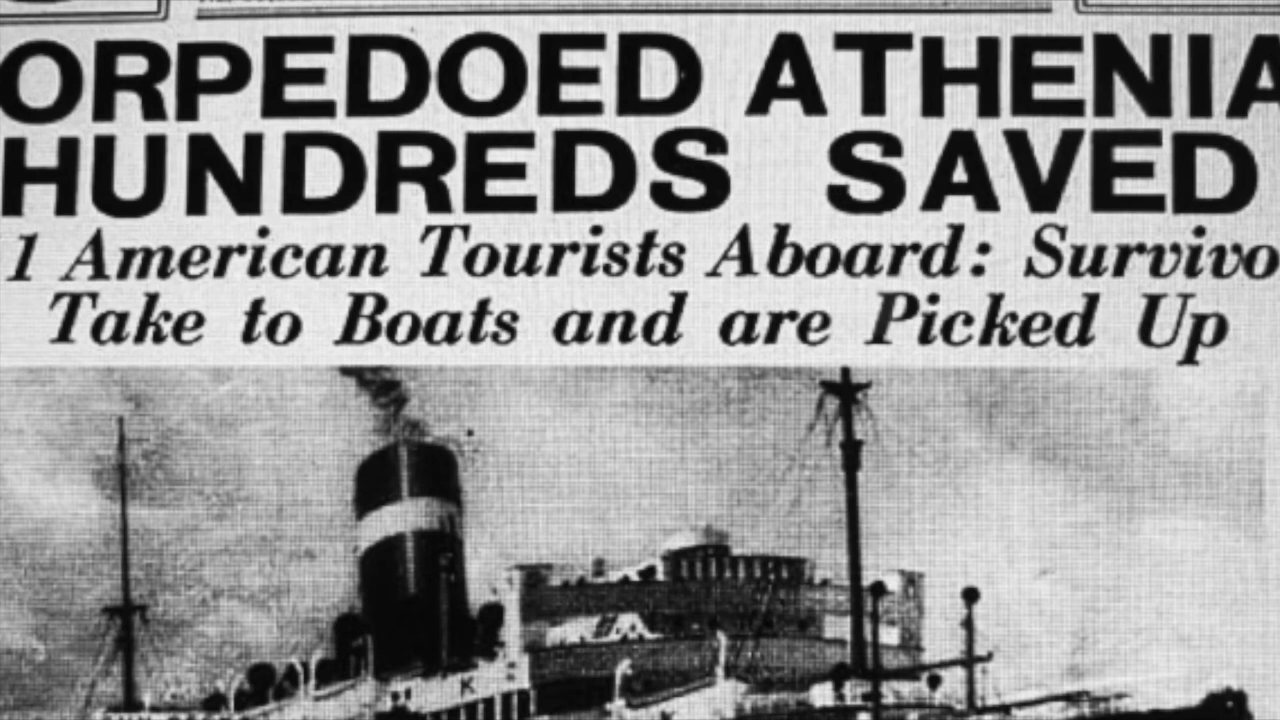 ORPEDOED ATHENIA
HUNDREDS SAVED
1 American Tourists Aboard: Survivo
Take to Boats and are Picked Up